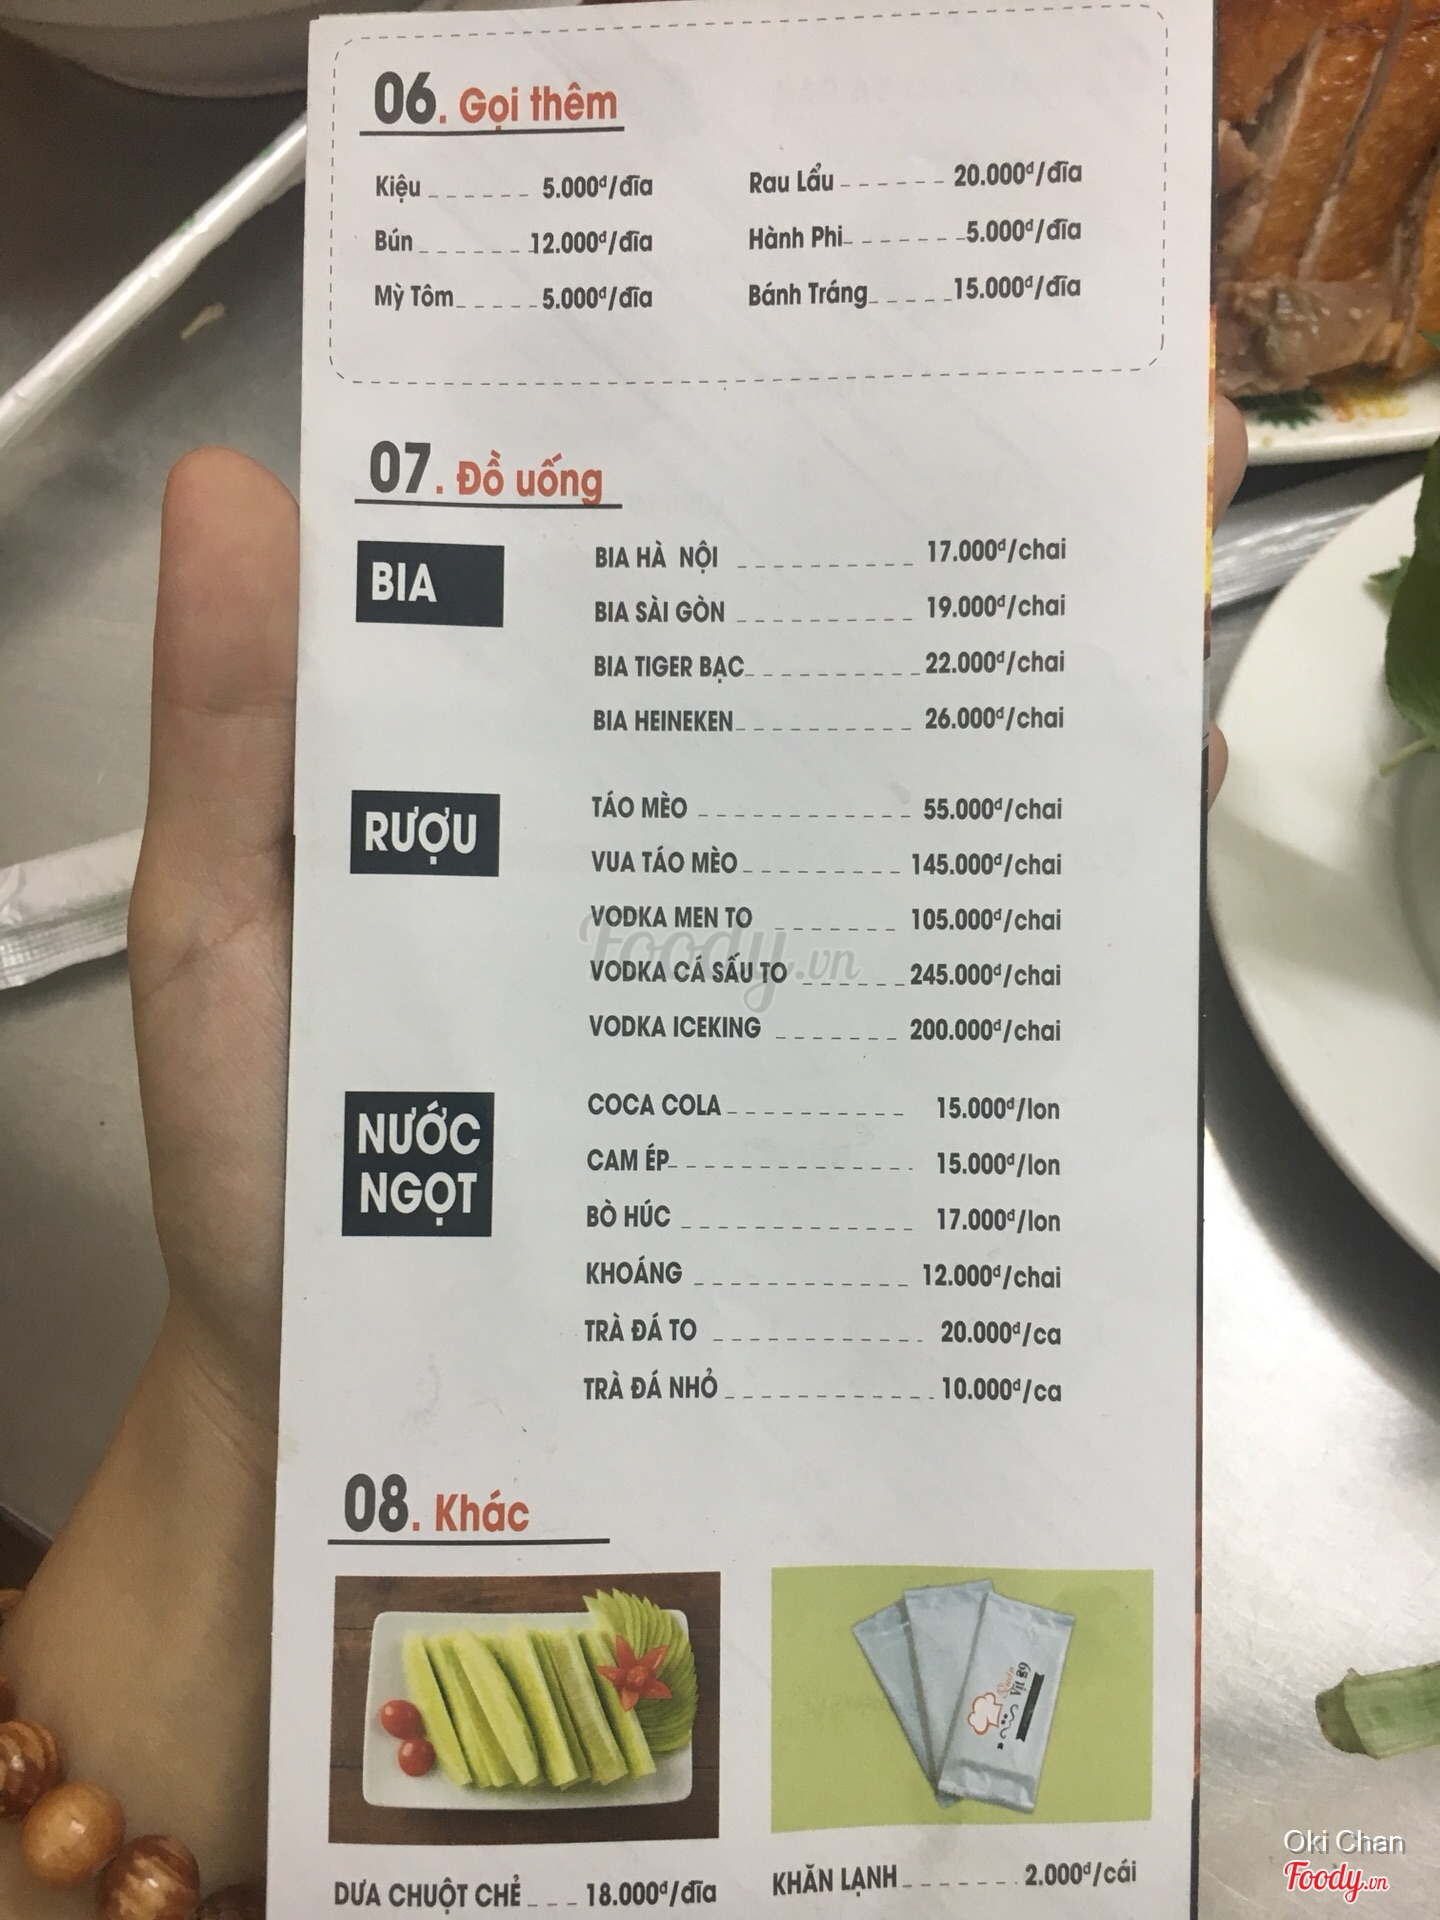 06. Gọi thêm
Kiệu 5.000đ/đĩa
Bún 12.000đ/đĩa
Mỳ Tôm 5.000đ/đĩa
Rau Lẩu 20.000đ/đĩa
Hành Phi 5.000đ/đĩa
Bánh Tráng 15.000đ/đĩa
07. Đồ uống
BIA
BIA HÀ NỘI 17.000đ/chai
BIA SÀI GÒN 19.000đ/chai
BIA TIGER BẠC 22.000đ/chai
BIA HEINEKEN 26.000đ/chai
RƯỢU
TÁO MÈO 55.000đ/chai
VUA TÁO MÈO 145.000đ/chai
VODKA MEN TO 105.000đ/chai
Foody.vn
VODKA CÁ SẤU TO 245.000đ/chai
VODKA ICEKING 200.000đ/chai
NƯỚC
NGỌT
COCA COLA 15.000đ/lon
CAM ÉP 15.000đ/lon
BÒ HÚC 17.000đ/lon
KHOÁNG 12.000đ/chai
TRÀ ĐÁ TO 20.000đ/ca
TRÀ ĐÁ NHỎ 10.000đ/ca
08. Khác
Vịt 89
DƯA CHUỘT CHẺ 18.000đ/đĩa
KHĂN LẠNH 2.000đ/cái
Oki Chan
Foody.vn